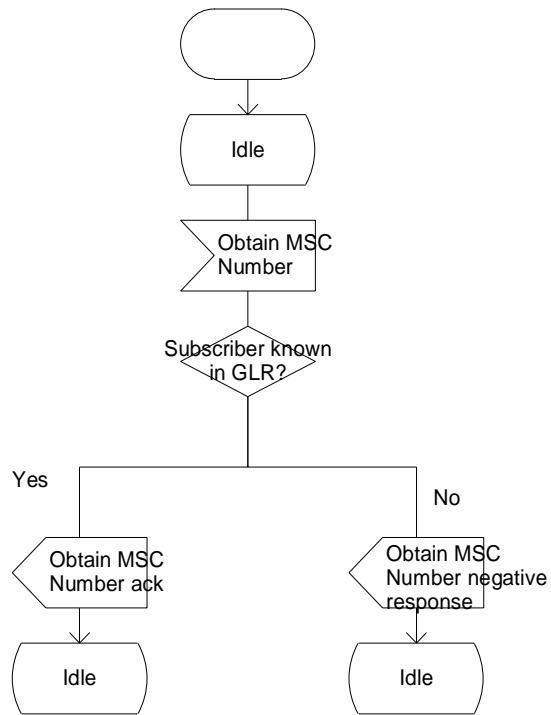 Idle
Obtain MSC
Number
Subscriber known
in GLR?
Yes
No
Obtain MSC
Number ack
Obtain MSC
Number negative
response
Idle
Idle